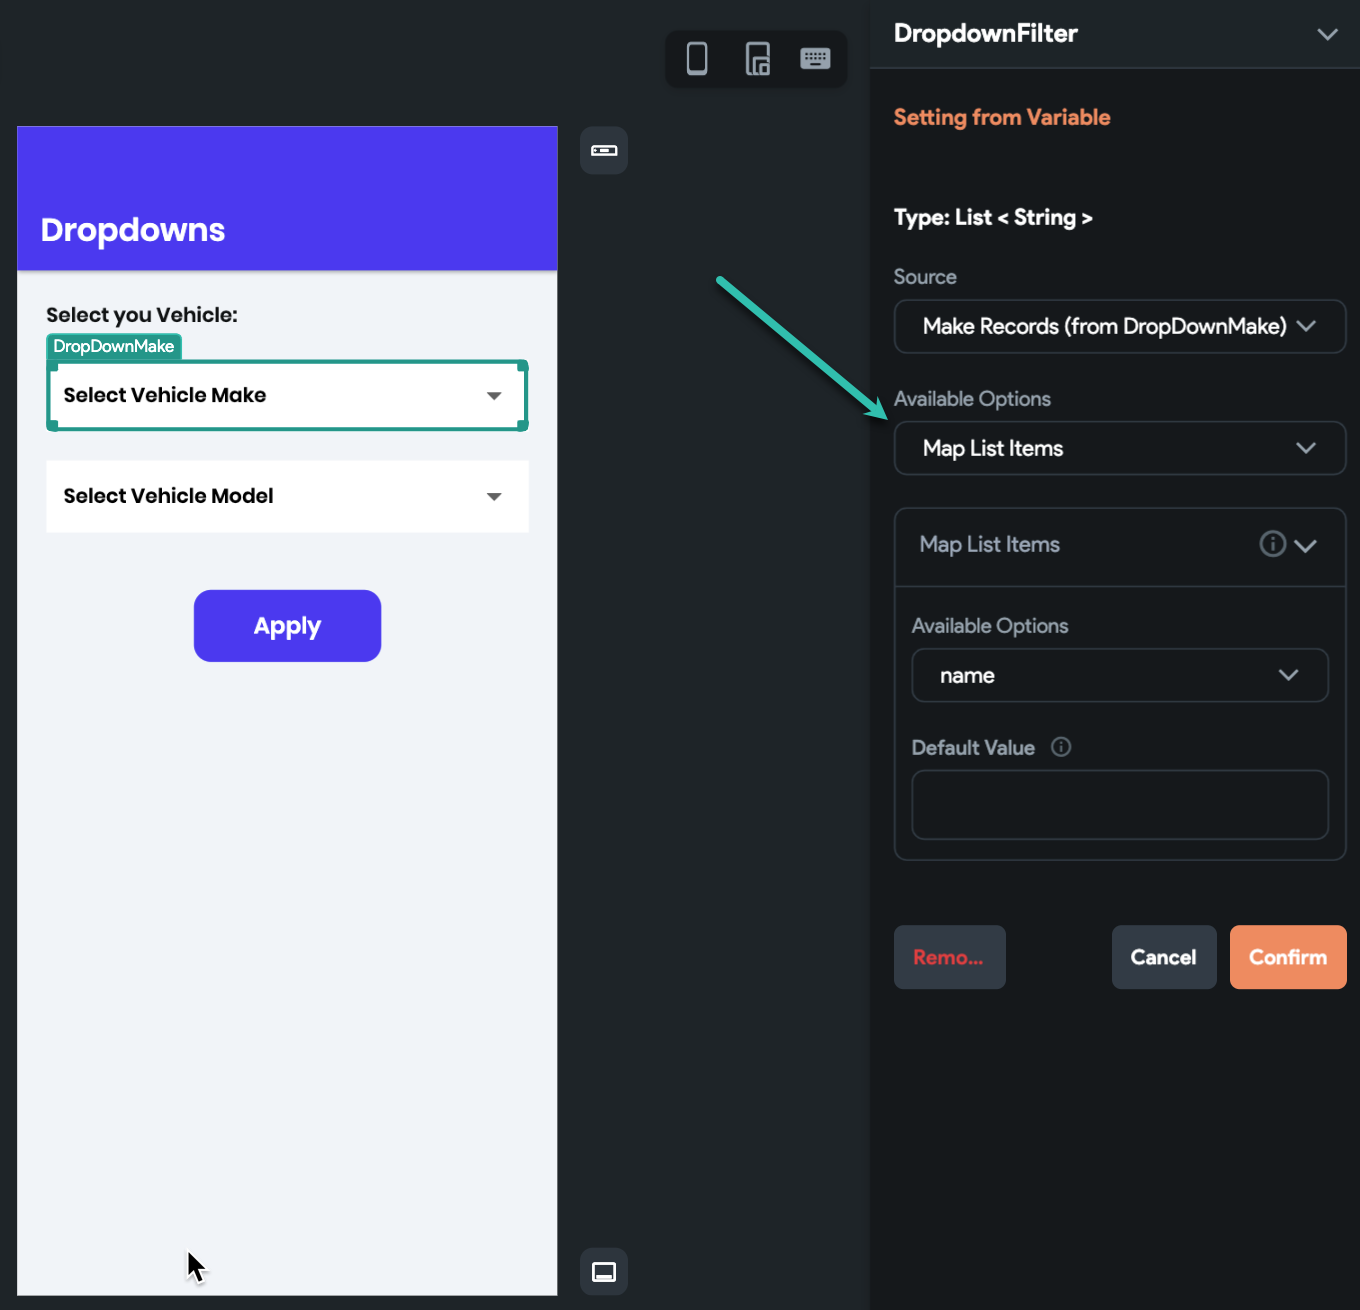 Dropdowns
Select you Vehicle:
DropDownMake
Select Vehicle Make
Select Vehicle Model
Apply
DropdownFilter
Setting from Variable
Type: List < String >
Source
Make Records (from DropDownMake)
Available Options
Map List Items
Map List Items
Available Options
name
Default Value
Remo...
Cancel
Confirm